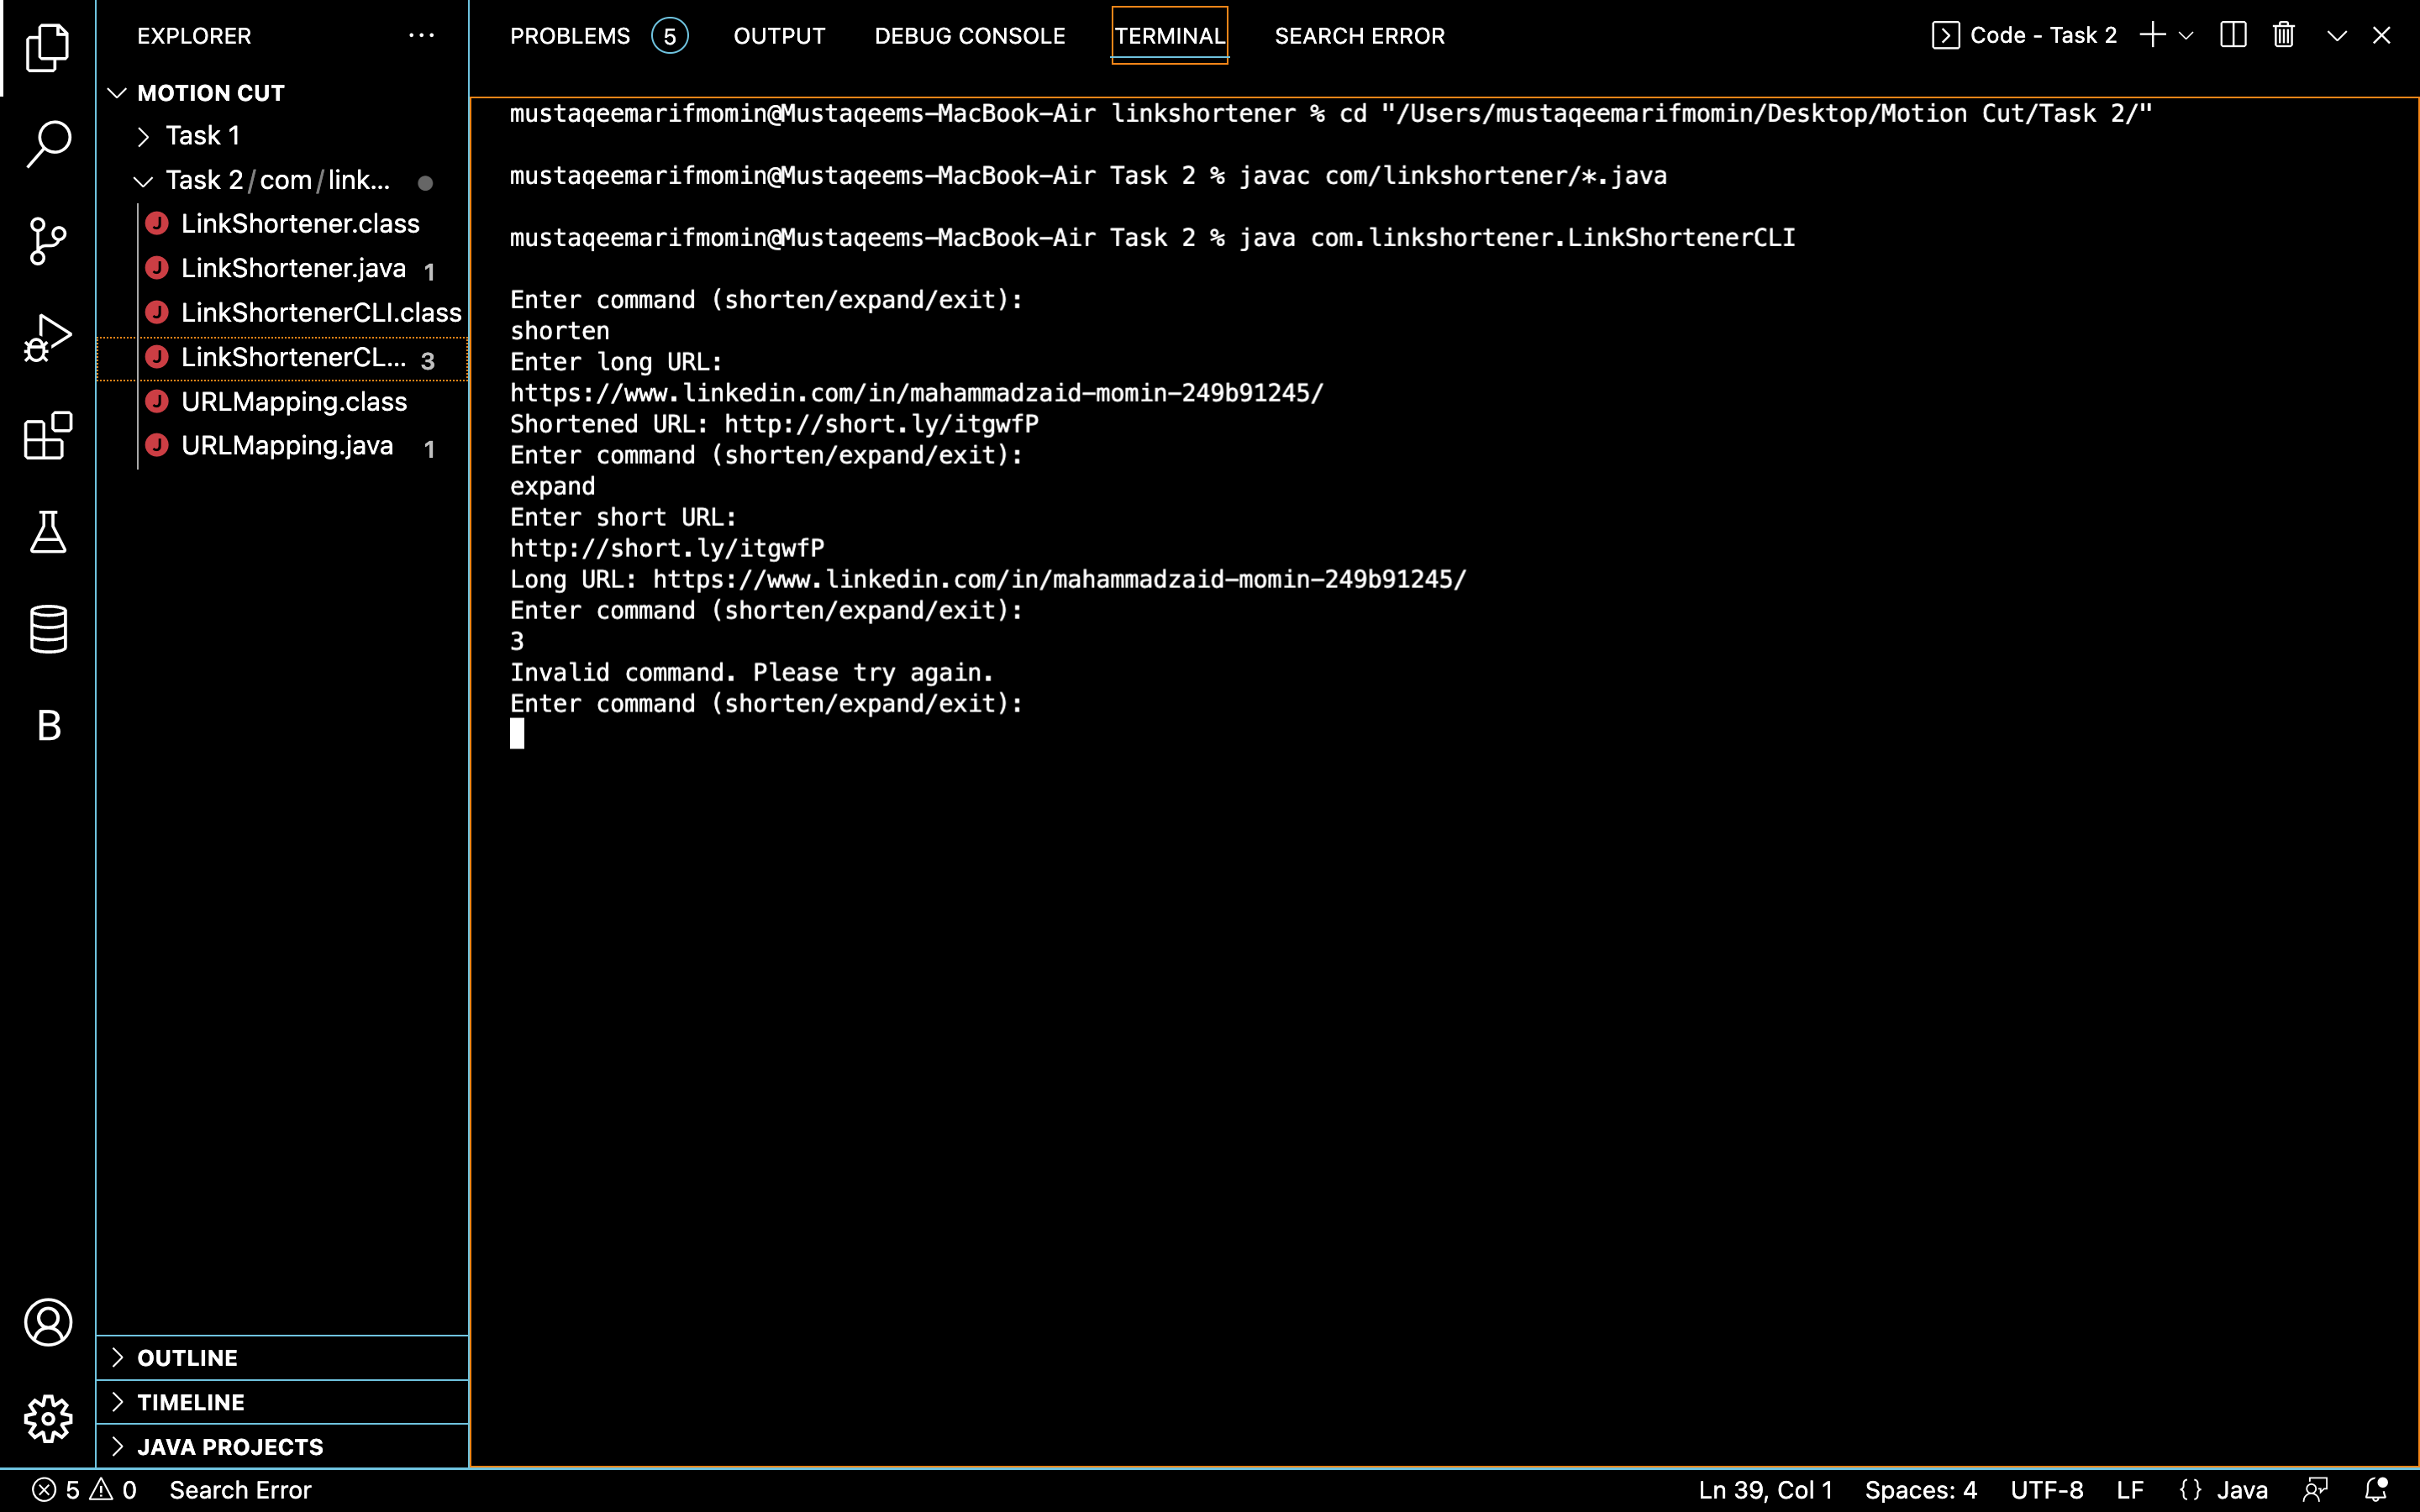 EXPLORER
MOTION CUT
Task 1
Task 2/com/link...
LinkShortener.class
LinkShortener.java 1
LinkShortenerCLI.class
LinkShortenerCL... 3
URLMapping.class
URLMapping.java 1
B
OUTLINE
TIMELINE
JAVA PROJECTS
PROBLEMS 5 OUTPUT DEBUG CONSOLE TERMINAL SEARCH ERROR Code - Task 2
mustaqeemarifmomin@Mustaqeems-MacBook-Air linkshortener % cd "/Users/mustaqeemarifmomin/Desktop/Motion Cut/Task 2/"
mustaqeemarifmomin@Mustaqeems-MacBook-Air Task 2 % javac com/linkshortener/*.java
mustaqeemarifmomin@Mustaqeems-MacBook-Air Task 2 % java com.linkshortener.LinkShortenerCLI
Enter command (shorten/expand/exit):
shorten
Enter long URL:
https://www.linkedin.com/in/mahammadzaid-momin-249b91245/
Shortened URL: http://short.ly/itgwfP
Enter command (shorten/expand/exit):
expand
Enter short URL:
http://short.ly/itgwfP
Long URL: https://www.linkedin.com/in/mahammadzaid-momin-249b91245/
Enter command (shorten/expand/exit):
3
Invalid command. Please try again.
Enter command (shorten/expand/exit):
5 0 Search Error Ln 39, Col 1 Spaces: 4 UTF-8 LF {} Java